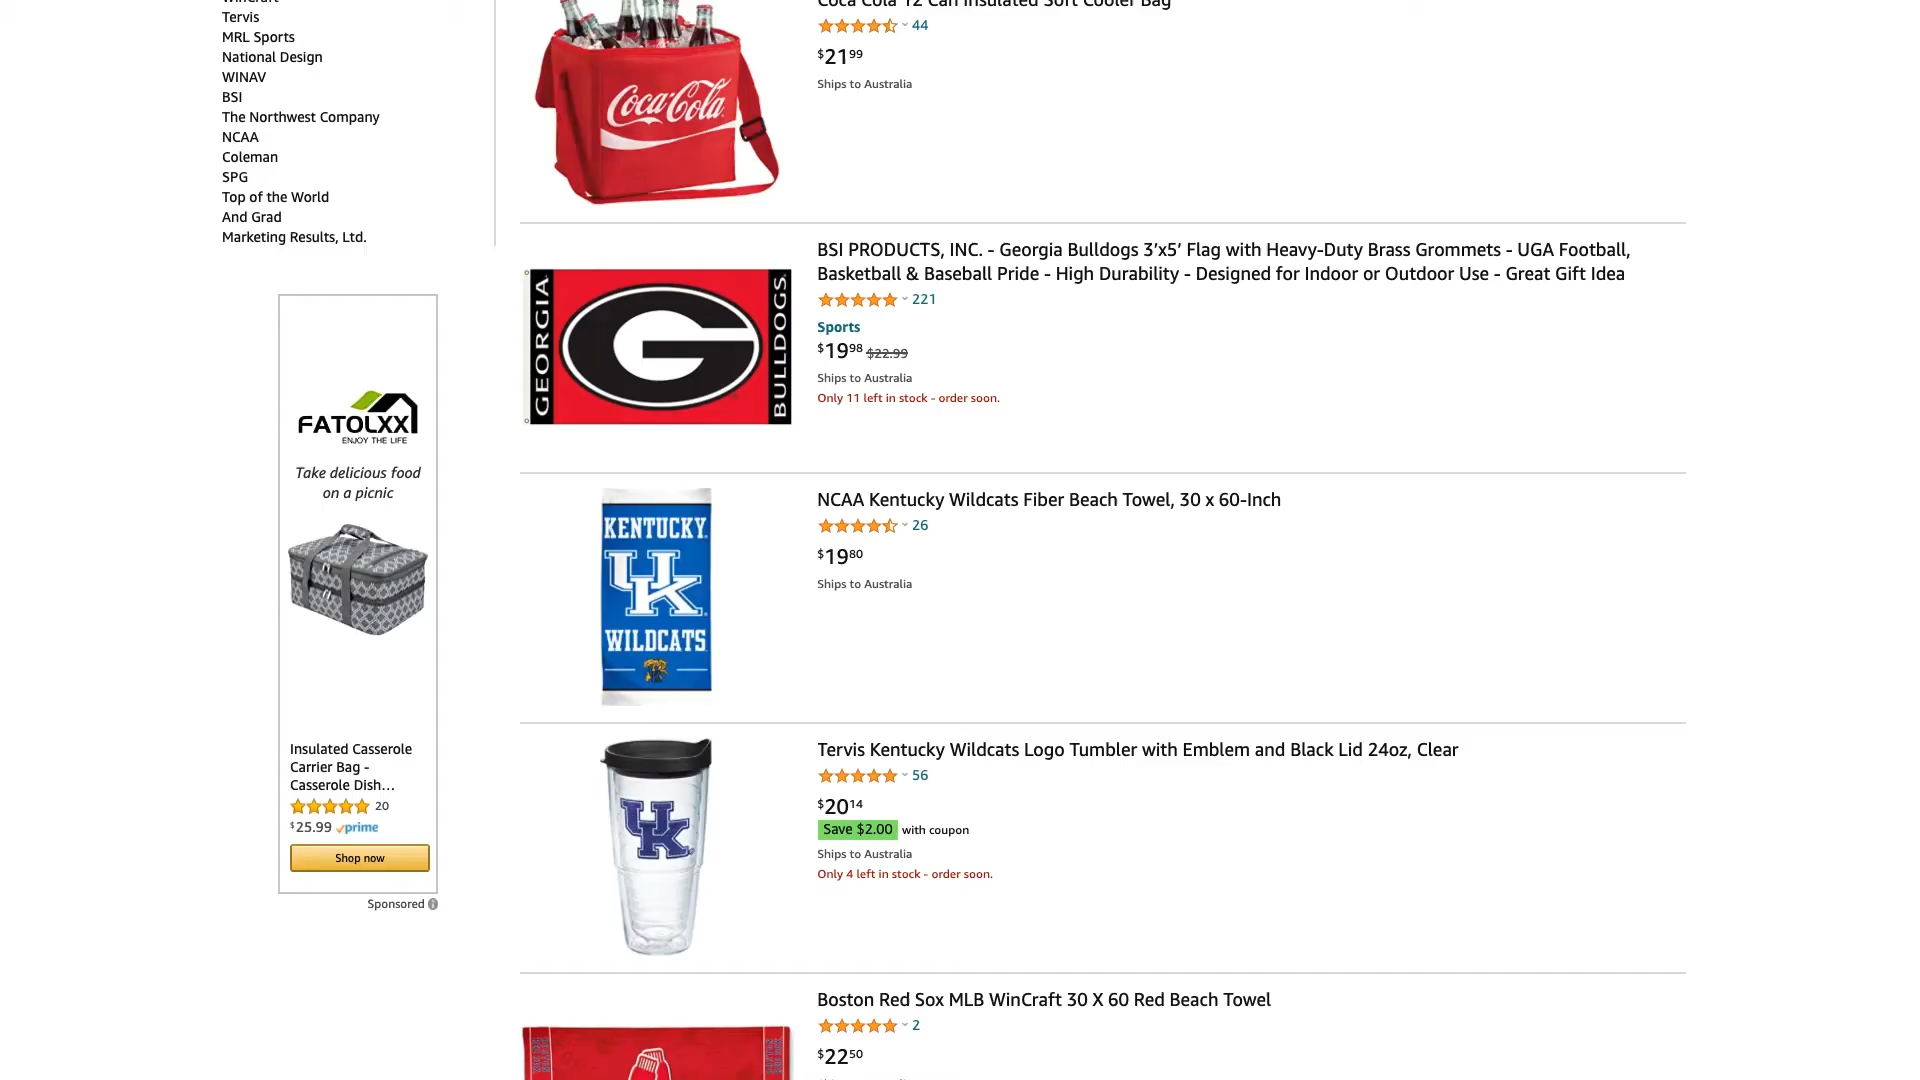 Tervis
MRL Sports
National Design
WINAV
BSI
The Northwest Company
NCAA
Coleman
SPG
Top of the World
And Grad
Marketing Results, Ltd.
FATOLXX
ENJOY THE LIFE
Take delicious food
on a picnic
Insulated Casserole
Carrier Bag -
Casserole Dish…
20
$25.99 prime
Shop now
Sponsored
Coca Cola 12 Can Insulated Soft Cooler Bag
44
$21.99
Ships to Australia
Coca-Cola
BSI PRODUCTS, INC. - Georgia Bulldogs 3’x5’ Flag with Heavy-Duty Brass Grommets - UGA Football,
Basketball & Baseball Pride - High Durability - Designed for Indoor or Outdoor Use - Great Gift Idea
221
Sports
$19.98 $22.99
Ships to Australia
Only 11 left in stock - order soon.
GEORGIA
G
BULLDOGS
NCAA Kentucky Wildcats Fiber Beach Towel, 30 x 60-Inch
26
$19.80
Ships to Australia
KENTUCKY
UK
WILDCATS
Tervis Kentucky Wildcats Logo Tumbler with Emblem and Black Lid 24oz, Clear
56
$20.14
Save $2.00 with coupon
Ships to Australia
Only 4 left in stock - order soon.
UK
Boston Red Sox MLB WinCraft 30 X 60 Red Beach Towel
2
$22.50